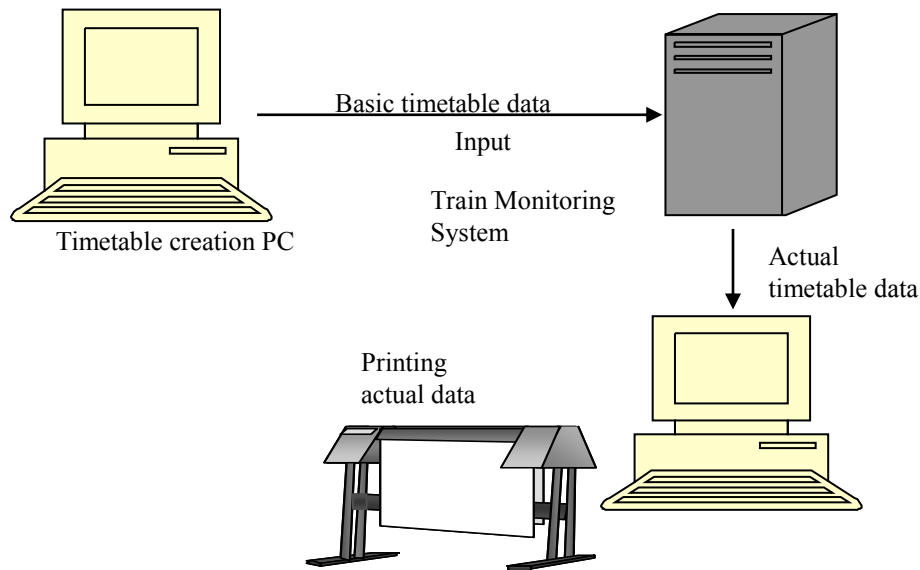 Basic timetable data
Input
Train Monitoring
System
Timetable creation PC
Actual
timetable data
Printing
actual data